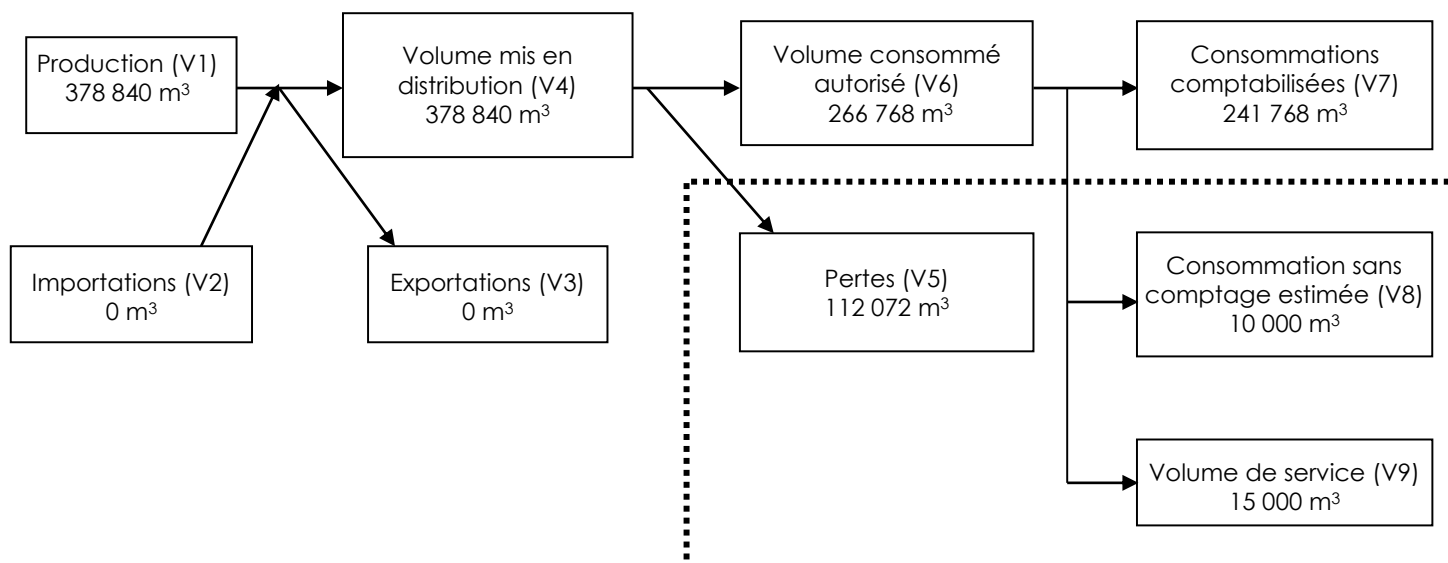 Production (V1)
378 840 m³
Volume mis en
distribution (V4)
378 840 m³
Volume consommé
autorisé (V6)
266 768 m³
Consommations
comptabilisées (V7)
241 768 m³
Importations (V2)
0 m³
Exportations (V3)
0 m³
Pertes (V5)
112 072 m³
Consommation sans
comptage estimée (V8)
10 000 m³
Volume de service (V9)
15 000 m³